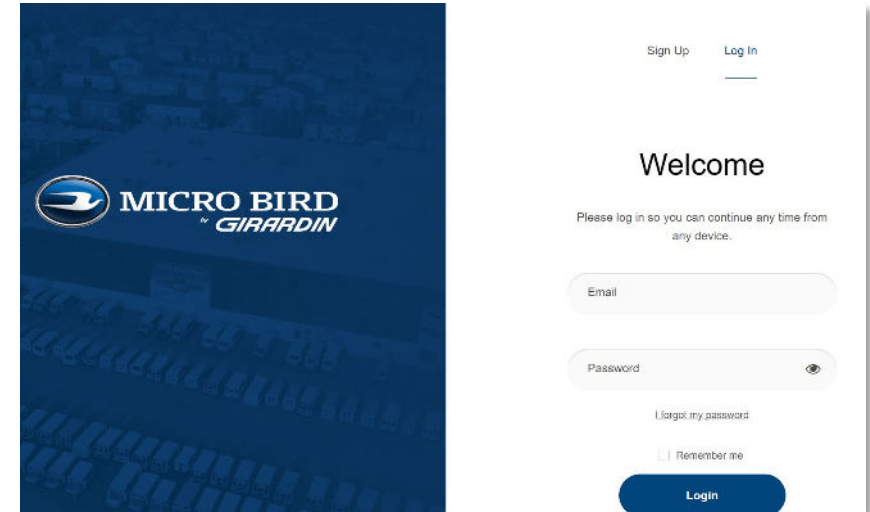 Sign Up
Log In
MICRO BIRD
by GIRARDIN
Welcome
Please log in so you can continue any time from
any device.
Email
Password
I forgot my password
Remember me
Login